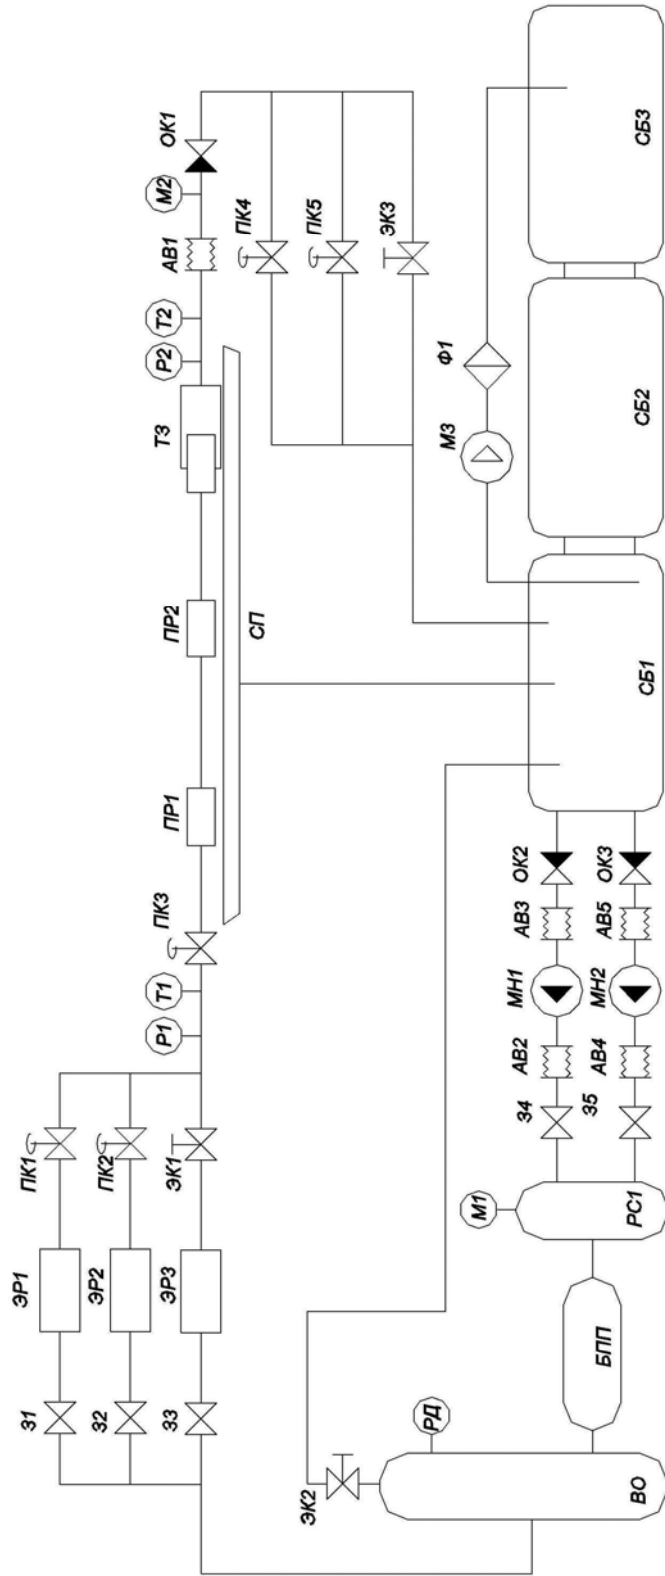 З1
ЭР1
ПК1
З2
ЭР2
ПК2
З3
ЭР3
ЭК1
Р1
Т1
ПК3
ПР1
ПР2
Т3
Р2
Т2
АВ1
М2
ОК1
СП
ПК4
ПК5
ЭК3
ЭК2
РД
М1
М3
Ф1
З4
АВ2
МН1
АВ3
ОК2
З5
АВ4
МН2
АВ5
ОК3
ВО
БПП
РС1
СБ1
СБ2
СБ3